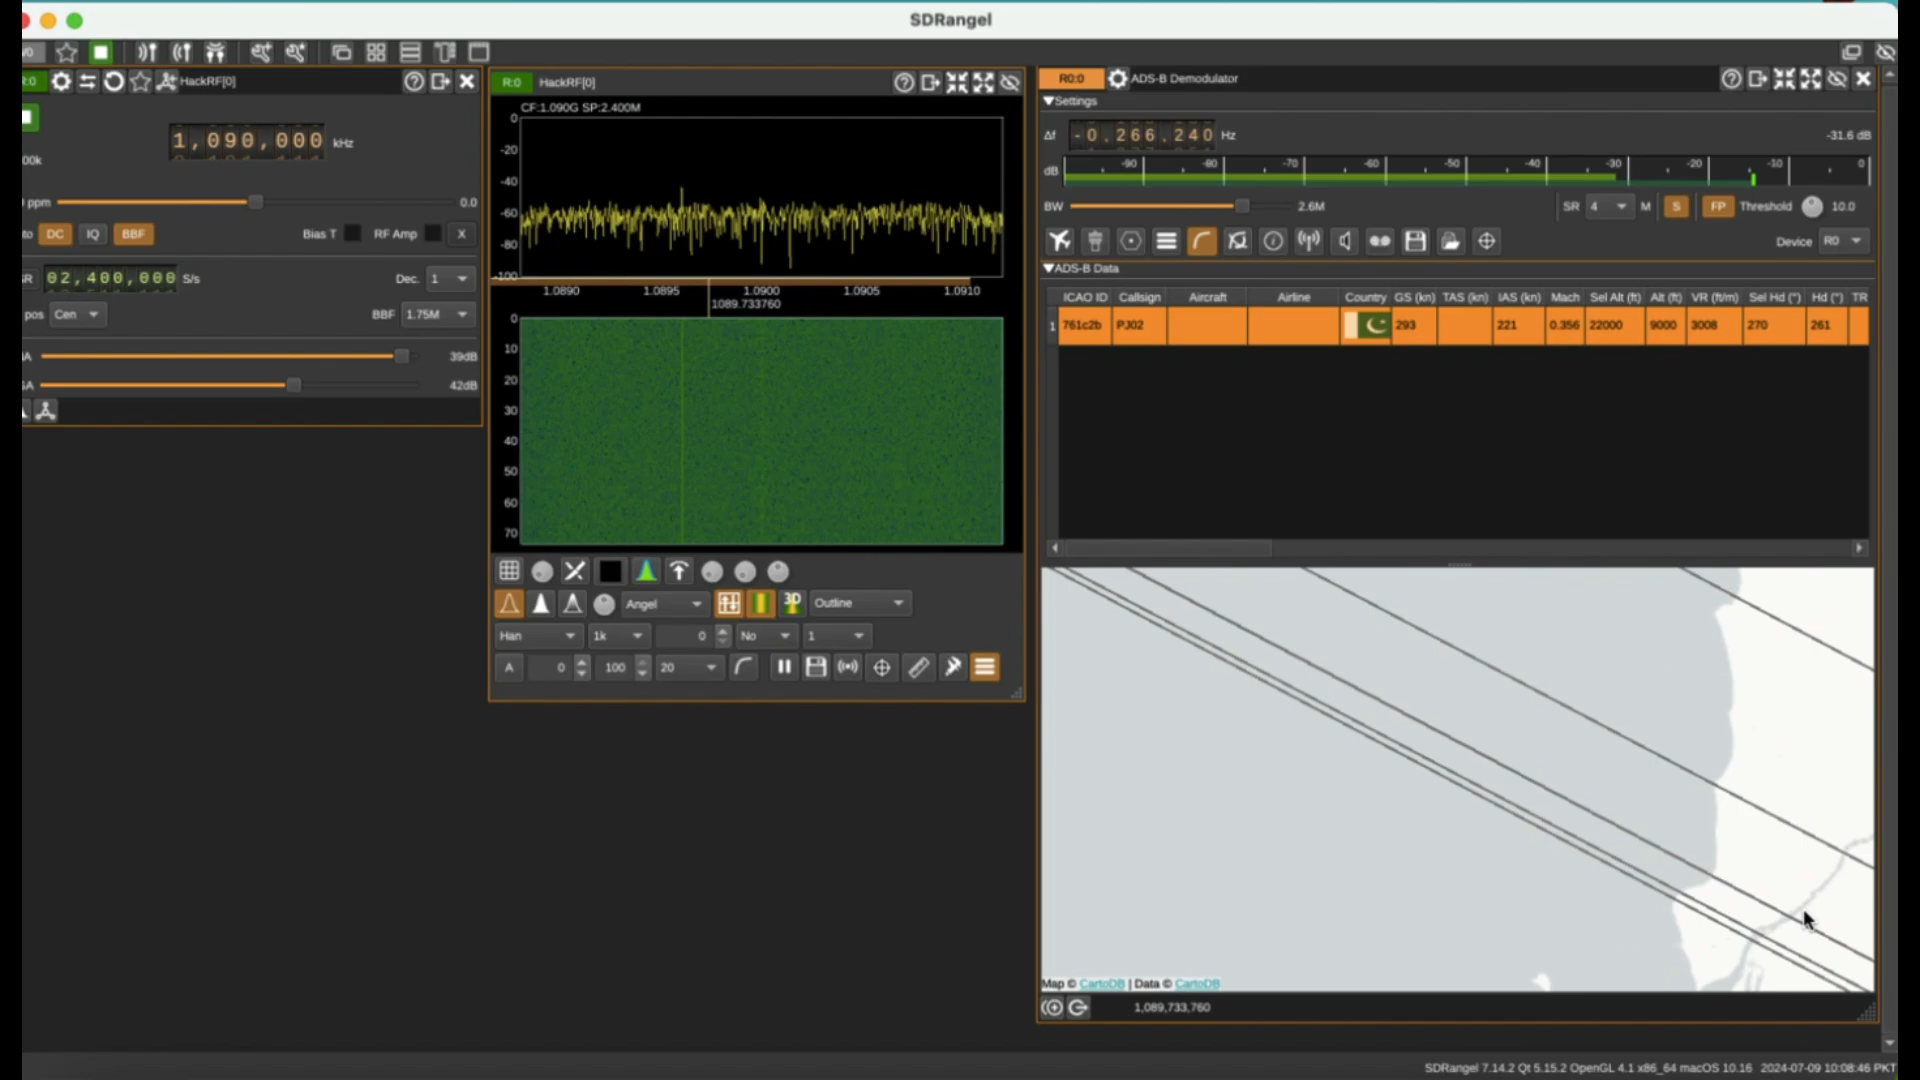 SDRangel
HackRF[0]
1,090,000 kHz
00k
ppm 0.0
DC IQ BBF Bias T RF Amp X
02,400,000 S/s Dec. 1
pos Cen BBF 1.75M
39dB
42dB
R:0 HackRF[0]
CF:1.090G SP:2.400M
0
-20
-40
-60
-80
-100
1.0890 1.0895 1.0900 1.0905 1.0910
1089.733760
0
10
20
30
40
50
60
70
Angel 3D Outline
Han 1k 0 No 1
A 0 100 20
R0:0 ADS-B Demodulator
Settings
Δf -0.266.240 Hz -31.6 dB
dB -90 -80 -70 -60 -50 -40 -30 -20 -10 0
BW 2.6M SR 4 M S FP Threshold 10.0
Device R0
ADS-B Data
ICAO ID Callsign Aircraft Airline Country GS (kn) TAS (kn) IAS (kn) Mach Sel Alt (ft) Alt (ft) VR (ft/m) Sel Hd (°) Hd (°) TR
1 761c2b PJ02 293 221 0.356 22000 9000 3008 270 261
Map © CartoDB | Data © CartoDB
1,089,733,760
SDRangel 7.14.2 Qt 5.15.2 OpenGL 4.1 x86_64 macOS 10.16 2024-07-09 10:08:46 PKT